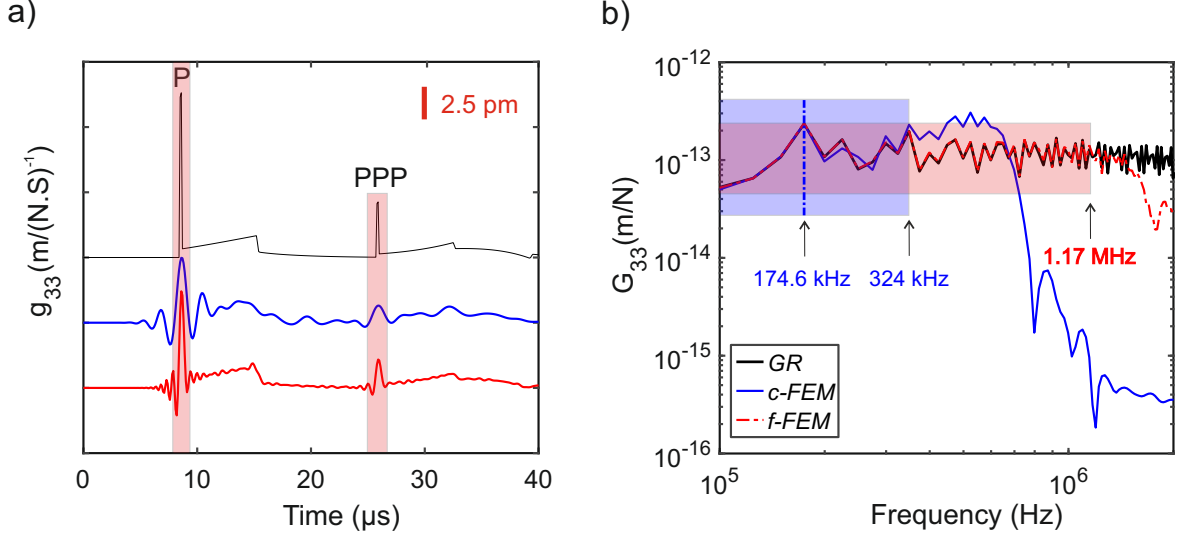 a)
P
2.5 pm
PPP
g33(m/(N.S)⁻¹
0 10 20 30 40
Time (μs)
b)
10⁻¹²
10⁻¹³
10⁻¹⁴
10⁻¹⁵
10⁻¹⁶
G33(m/N)
174.6 kHz 324 kHz 1.17 MHz
GR
c-FEM
f-FEM
10⁵ 10⁶
Frequency (Hz)